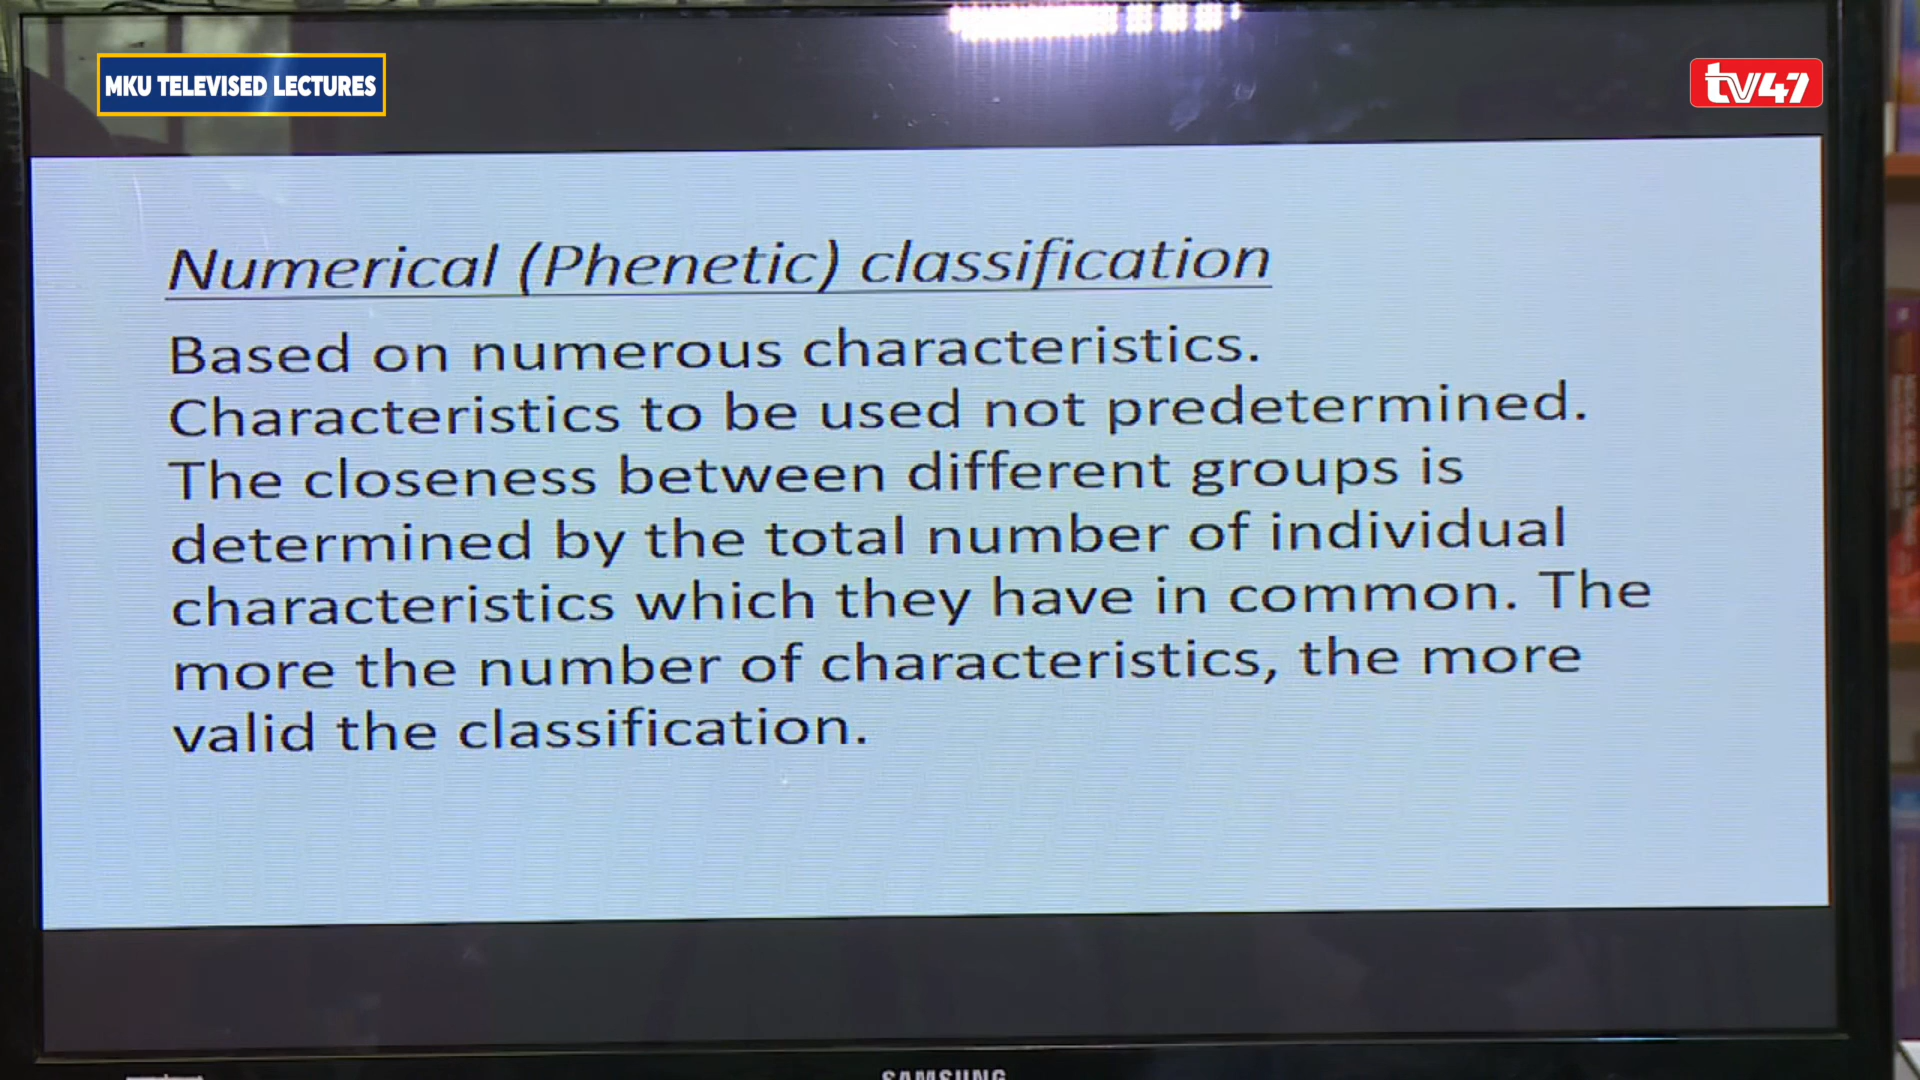 MKU TELEVISED LECTURES
tv47
Numerical (Phenetic) classification
Based on numerous characteristics.
Characteristics to be used not predetermined.
The closeness between different groups is
determined by the total number of individual
characteristics which they have in common. The
more the number of characteristics, the more
valid the classification.
SAMSUNG